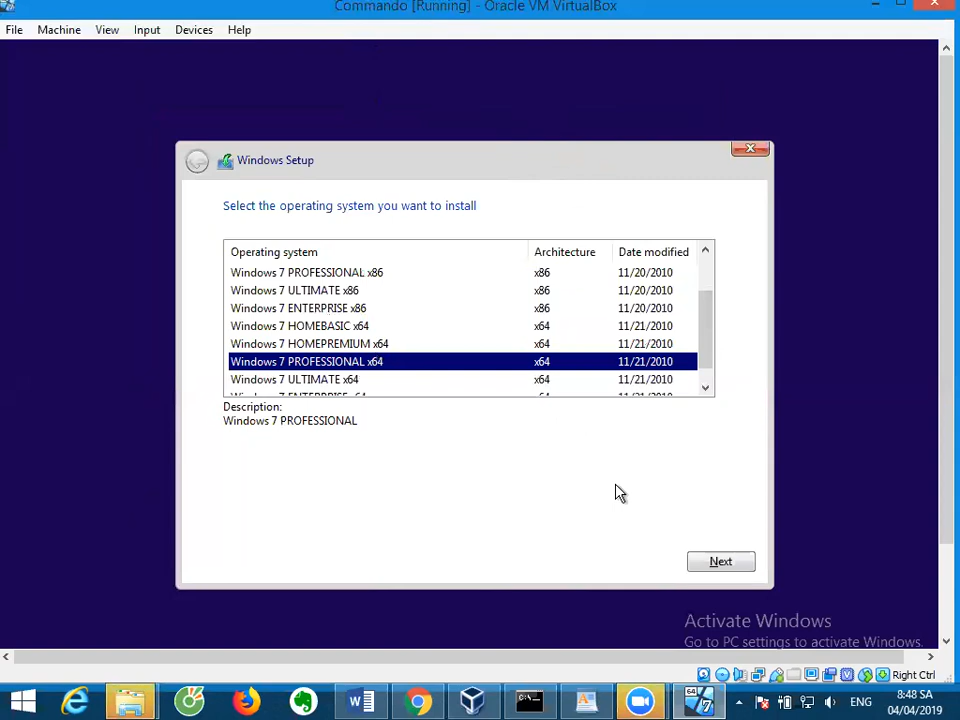 Commando [Running] - Oracle VM VirtualBox
File Machine View Input Devices Help
Windows Setup
Select the operating system you want to install
Operating system Architecture Date modified
Windows 7 PROFESSIONAL x86 x86 11/20/2010
Windows 7 ULTIMATE x86 x86 11/20/2010
Windows 7 ENTERPRISE x86 x86 11/20/2010
Windows 7 HOMEBASIC x64 x64 11/21/2010
Windows 7 HOMEPREMIUM x64 x64 11/21/2010
Windows 7 PROFESSIONAL x64 x64 11/21/2010
Windows 7 ULTIMATE x64 x64 11/21/2010
Description:
Windows 7 PROFESSIONAL
Next
Activate Windows
Go to PC settings to activate Windows.
Right Ctrl
64
7
ENG
8:48 SA
04/04/2019